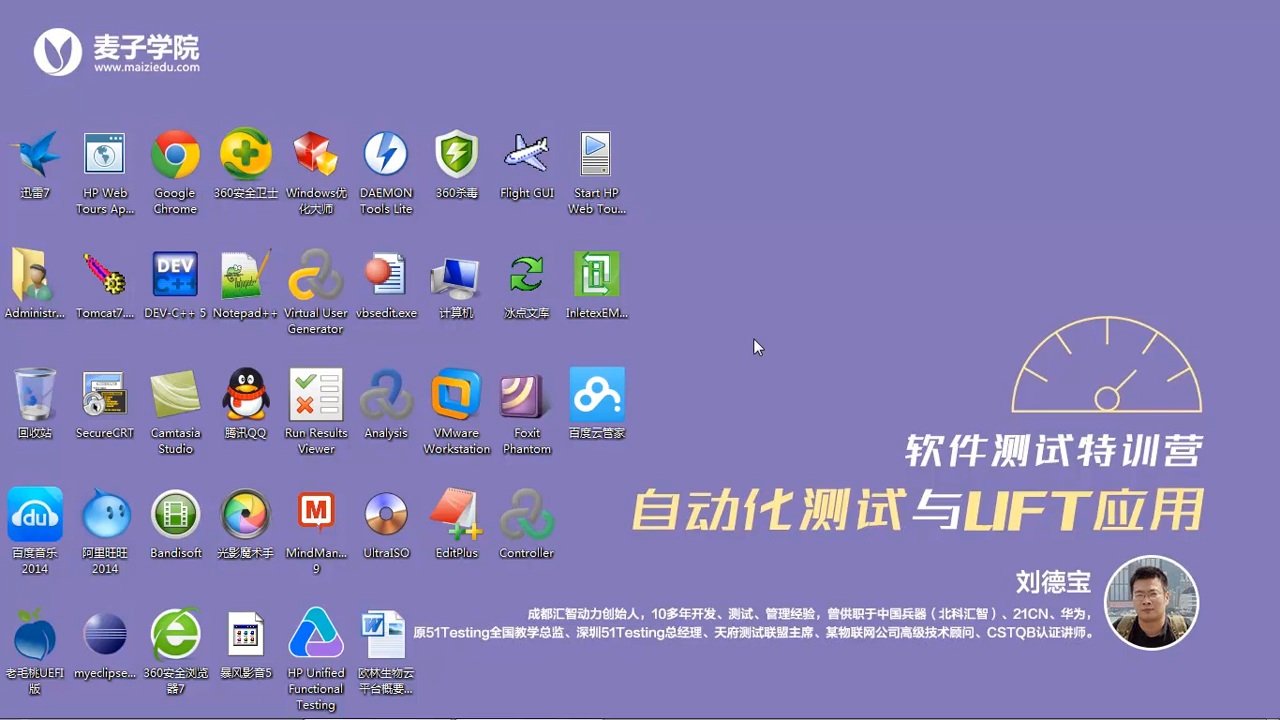 麦子学院
www.maiziedu.com
迅雷7
HP Web
Tours Ap...
Google
Chrome
360安全卫士
Windows优
化大师
DAEMON
Tools Lite
360杀毒
Flight GUI
Start HP
Web Tou...
Administr...
Tomcat7....
DEV
C++
DEV-C++ 5
Notepad++
Virtual User
Generator
vbsedit.exe
计算机
冰点文库
InletexEM...
回收站
SecureCRT
Camtasia
Studio
腾讯QQ
Run Results
Viewer
Analysis
VMware
Workstation
Foxit
Phantom
百度云管家
du
百度音乐
2014
阿里旺旺
2014
Bandisoft
光影魔术手
M
MindMan...
9
UltraISO
EditPlus
Controller
老毛桃UEFI
版
myeclipse...
360安全浏览
器7
暴风影音5
HP Unified
Functional
Testing
W
欧林生物云
平台概要...
软件测试特训营
自动化测试与UFT应用
刘德宝
成都汇智动力创始人，10多年开发、测试、管理经验，曾供职于中国兵器（北科汇智）、21CN、华为，
原51Testing全国教学总监、深圳51Testing总经理、天府测试联盟主席、某物联网公司高级技术顾问、CSTQB认证讲师。